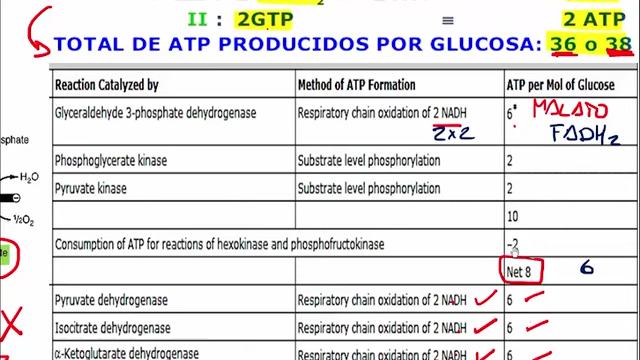 II : 2GTP ≡ 2 ATP
TOTAL DE ATP PRODUCIDOS POR GLUCOSA: 36 o 38
Reaction Catalyzed by Method of ATP Formation ATP per Mol of Glucose
Glyceraldehyde 3-phosphate dehydrogenase Respiratory chain oxidation of 2 NADH 6* MALATO
2x2 FADH2
Phosphoglycerate kinase Substrate level phosphorylation 2
Pyruvate kinase Substrate level phosphorylation 2
10
Consumption of ATP for reactions of hexokinase and phosphofructokinase –2
Net 8 6
Pyruvate dehydrogenase Respiratory chain oxidation of 2 NADH 6
Isocitrate dehydrogenase Respiratory chain oxidation of 2 NADH 6
α-Ketoglutarate dehydrogenase Respiratory chain oxidation of 2 NADH 6
H2O
½O2